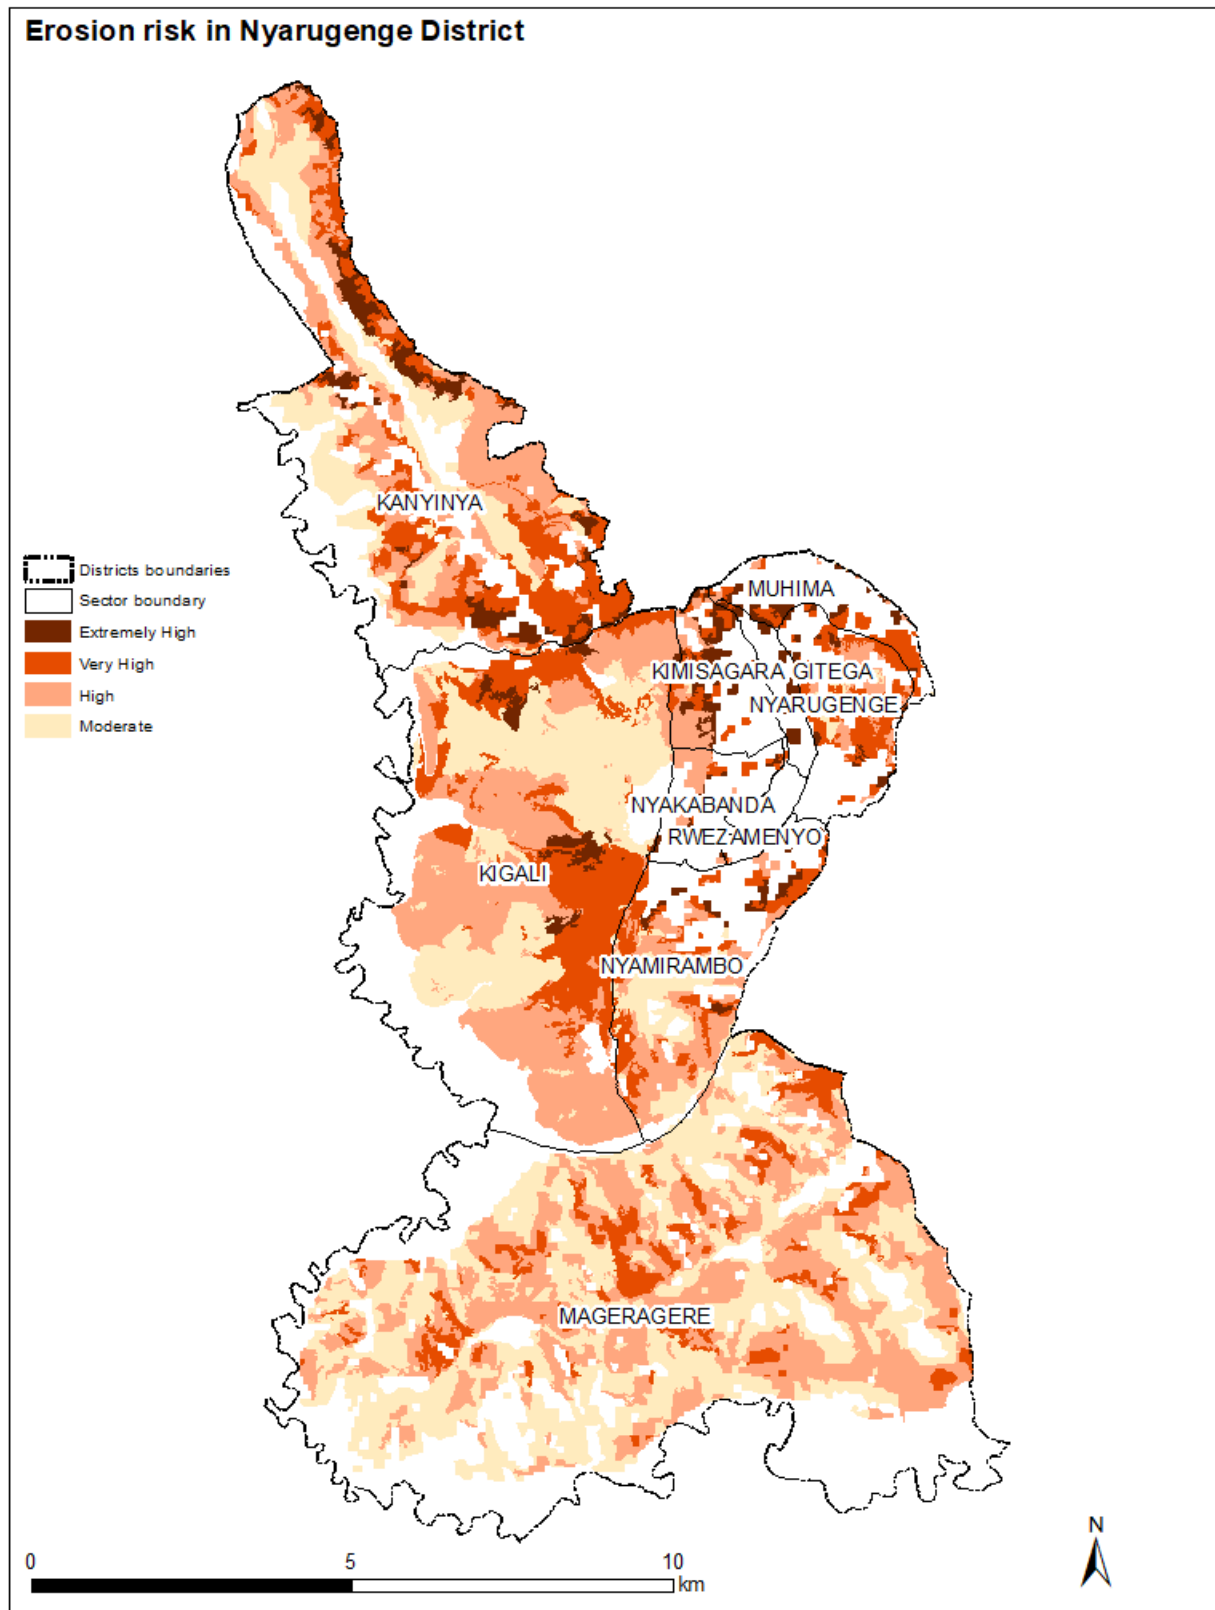 Erosion risk in Nyarugenge District
KANYINYA
Districts boundaries
Sector boundary
Extremely High
Very High
High
Moderate
MUHIMA
KIMISAGARA
GITEGA
NYARUGENGE
NYAKABANDA
RWEZAMENYO
KIGALI
NYAMIRAMBO
MAGERAGERE
0 5 10
km
N